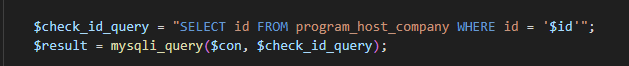 $check_id_query = "SELECT id FROM program_host_company WHERE id = '$id'";
$result = mysqli_query($con, $check_id_query);